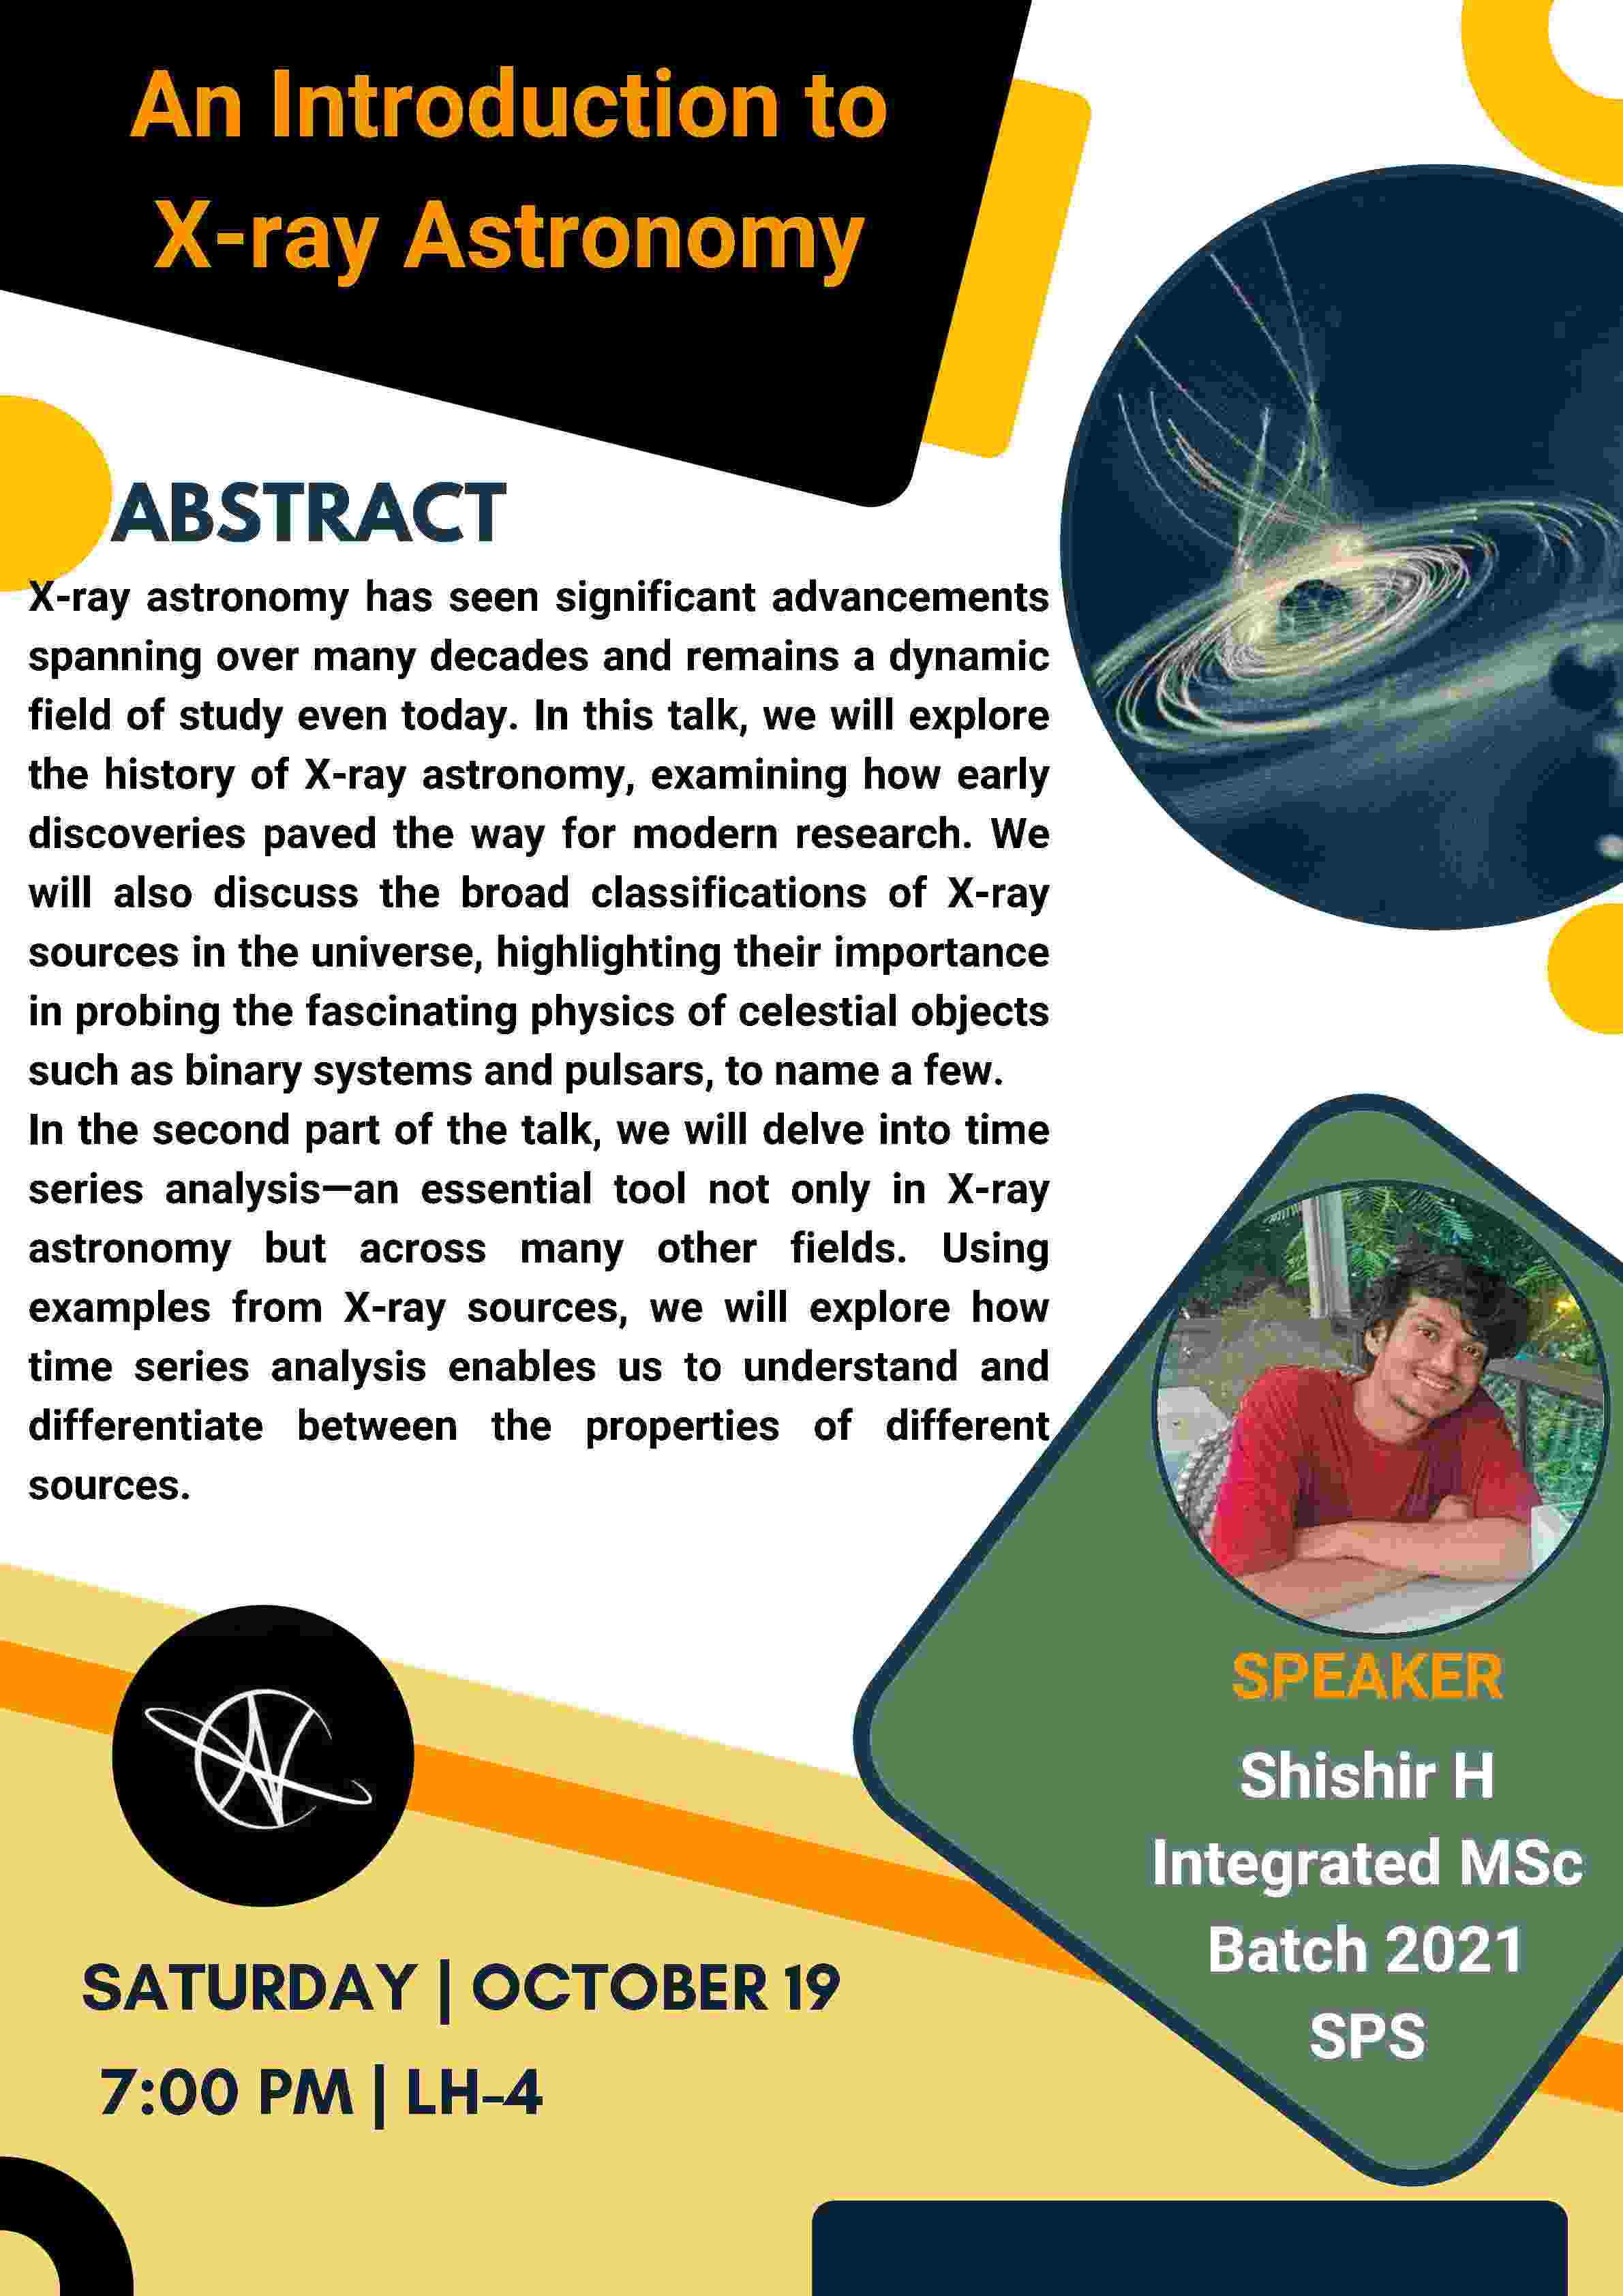 An Introduction to
X-ray Astronomy
ABSTRACT
X-ray astronomy has seen significant advancements
spanning over many decades and remains a dynamic
field of study even today. In this talk, we will explore
the history of X-ray astronomy, examining how early
discoveries paved the way for modern research. We
will also discuss the broad classifications of X-ray
sources in the universe, highlighting their importance
in probing the fascinating physics of celestial objects
such as binary systems and pulsars, to name a few.
In the second part of the talk, we will delve into time
series analysis—an essential tool not only in X-ray
astronomy but across many other fields. Using
examples from X-ray sources, we will explore how
time series analysis enables us to understand and
differentiate between the properties of different
sources.
SPEAKER
Shishir H
Integrated MSc
Batch 2021
SPS
SATURDAY | OCTOBER 19
7:00 PM | LH-4